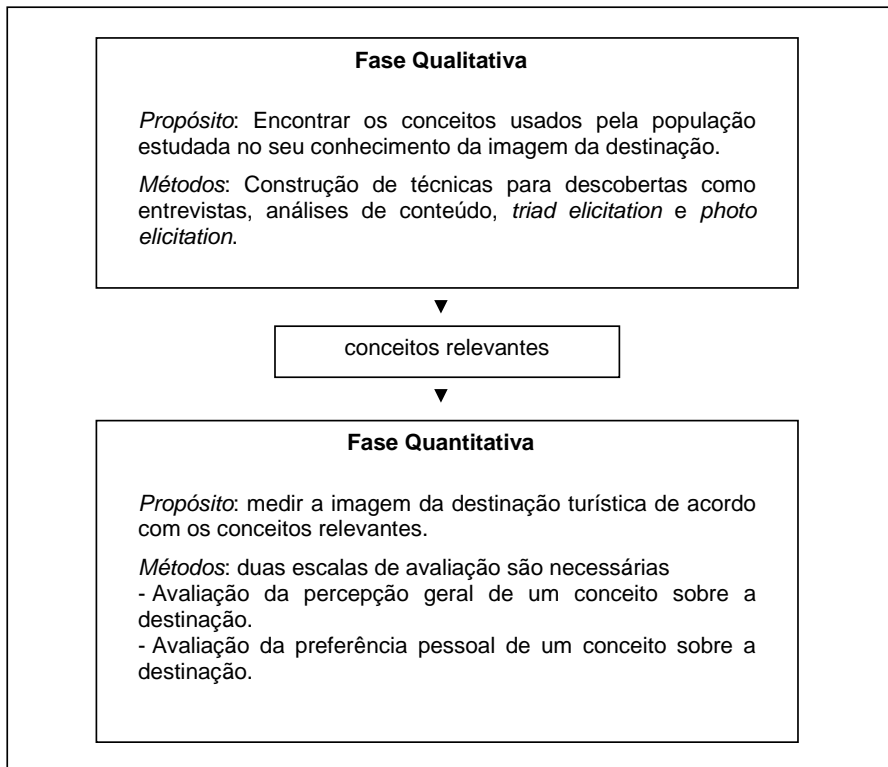 Fase Qualitativa
Propósito: Encontrar os conceitos usados pela população
estudada no seu conhecimento da imagem da destinação.
Métodos: Construção de técnicas para descobertas como
entrevistas, análises de conteúdo, triad elicitation e photo
elicitation.
conceitos relevantes
Fase Quantitativa
Propósito: medir a imagem da destinação turística de acordo
com os conceitos relevantes.
Métodos: duas escalas de avaliação são necessárias
- Avaliação da percepção geral de um conceito sobre a
destinação.
- Avaliação da preferência pessoal de um conceito sobre a
destinação.